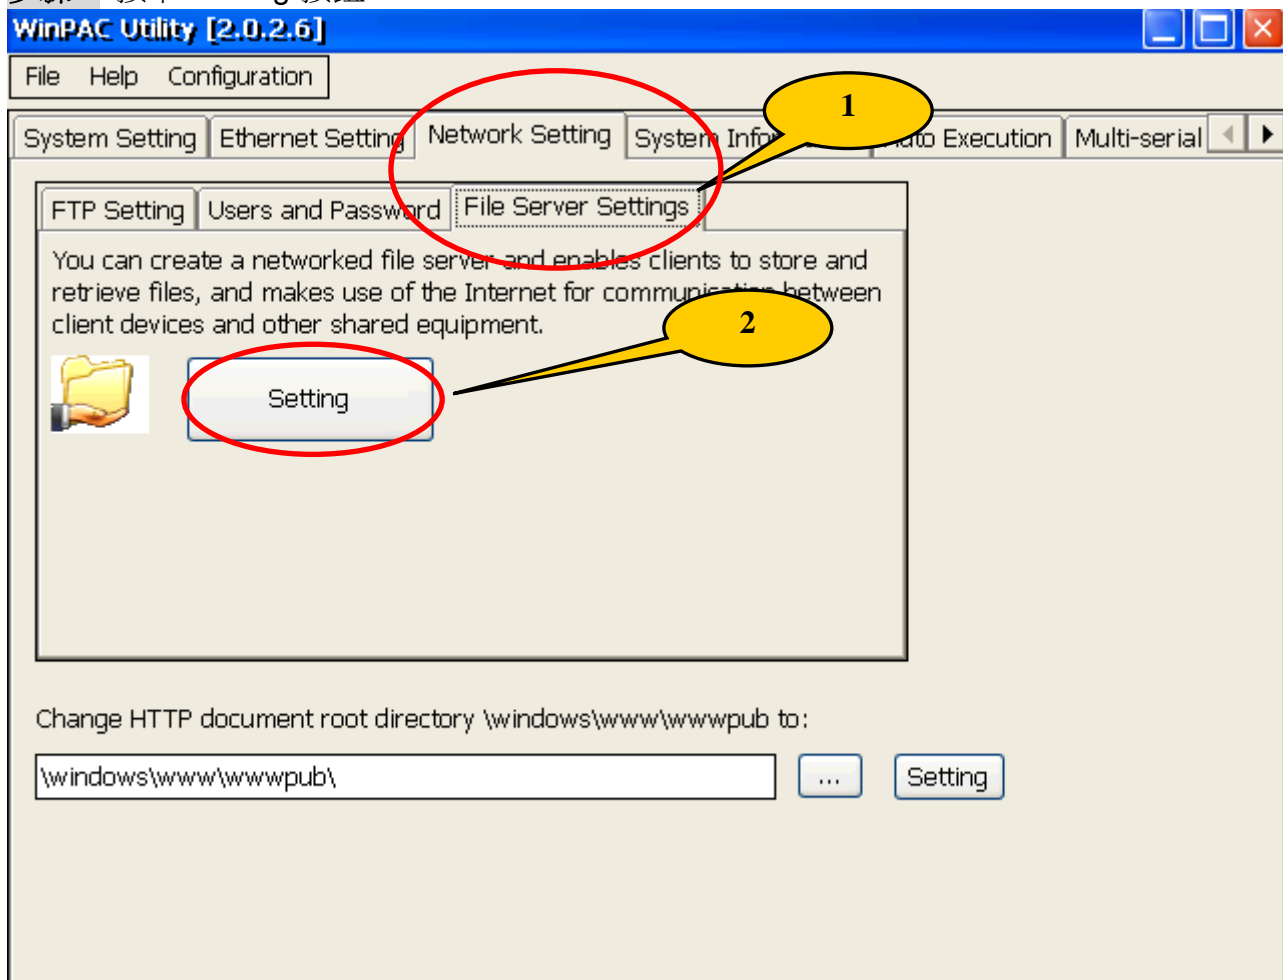 WinPAC Utility [2.0.2.6]
File Help Configuration
1
System Setting Ethernet Setting Network Setting System Execution Multi-serial
FTP Setting Users and Password File Server Settings
You can create a networked file server and enables clients to store and
retrieve files, and makes use of the Internet for communication between
client devices and other shared equipment.
2
Setting
Change HTTP document root directory \windows\www\wwwpub to:
\windows\www\wwwpub\ ... Setting